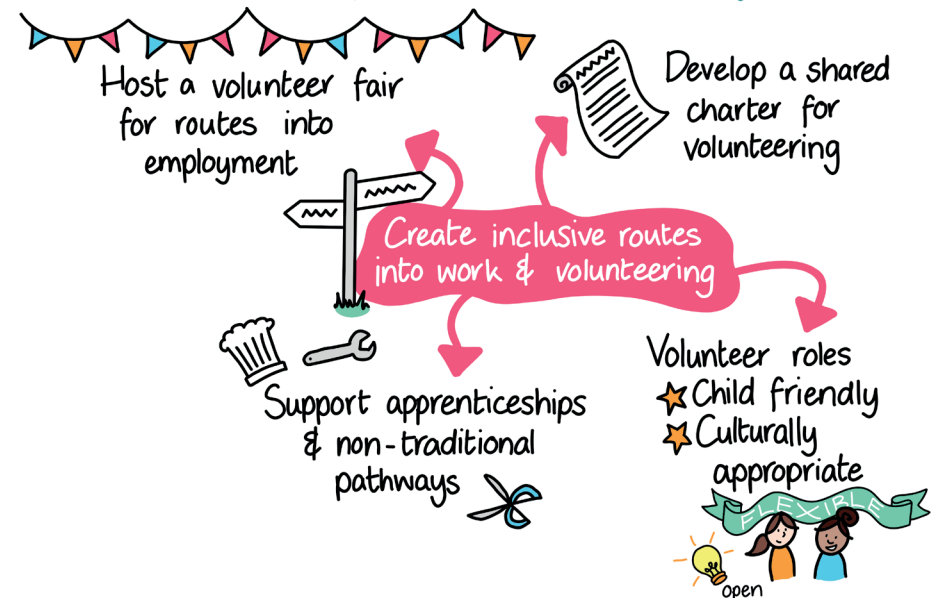 Host a volunteer fair
for routes into
employment
Develop a shared
charter for
volunteering
Create inclusive routes
into work & volunteering
Support apprenticeships
& non-traditional
pathways
Volunteer roles
Child friendly
Culturally
appropriate
FLEXIBLE
open